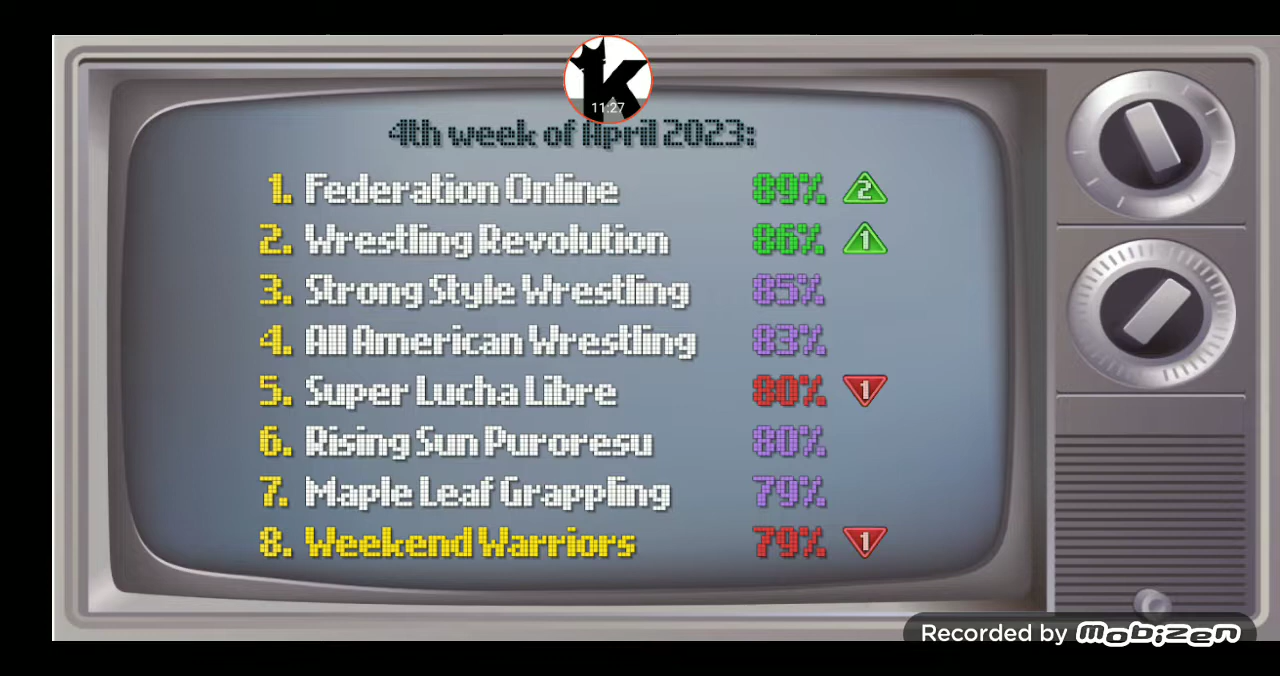 11:27
4th week of April 2023:
1. Federation Online 89% 2
2. Wrestling Revolution 86% 1
3. Strong Style Wrestling 85%
4. All American Wrestling 83%
5. Super Lucha Libre 80% 1
6. Rising Sun Puroresu 80%
7. Maple Leaf Grappling 79%
8. Weekend Warriors 79% 1
Recorded by Mobizen